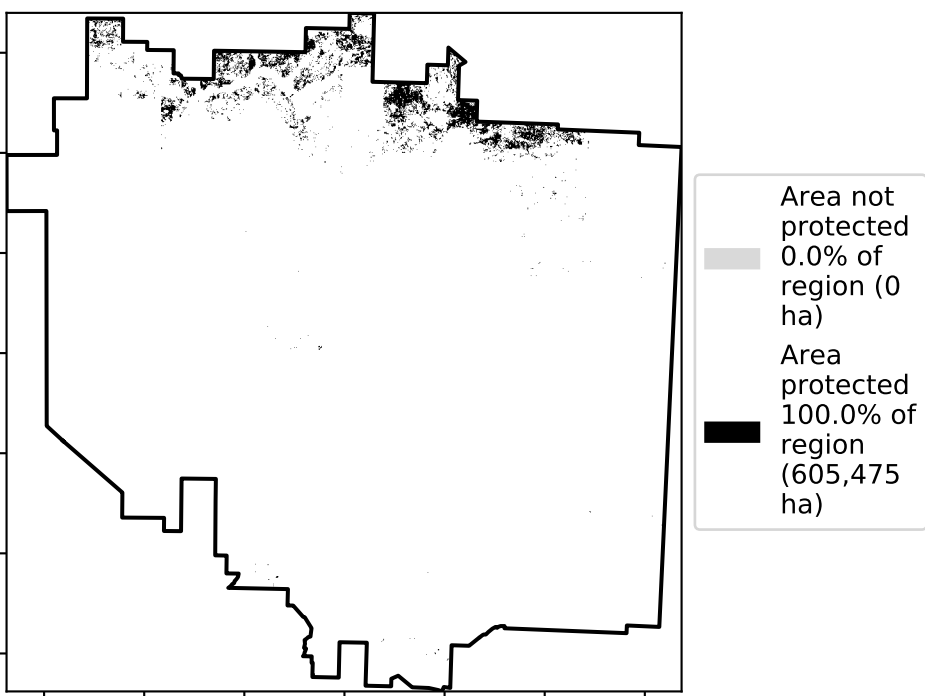 Area not
protected
0.0% of
region (0
ha)
Area
protected
100.0% of
region
(605,475
ha)